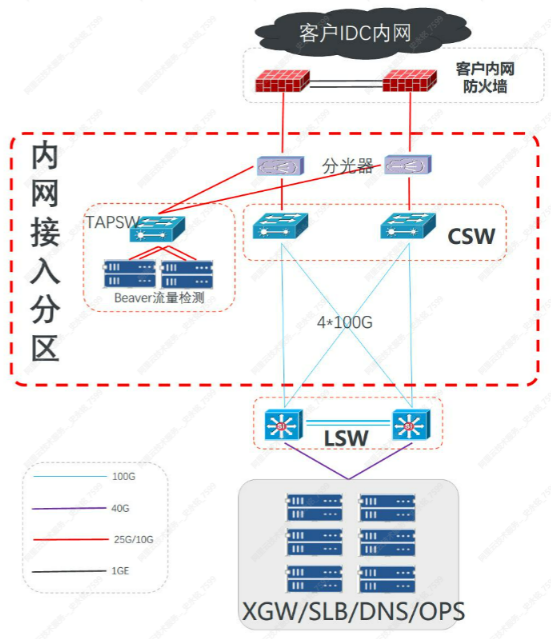 客户IDC内网
客户内网
防火墙
内网接入分区
分光器
TAPSW
Beaver流量检测
CSW
4*100G
LSW
100G
40G
25G/10G
1GE
XGW/SLB/DNS/OPS